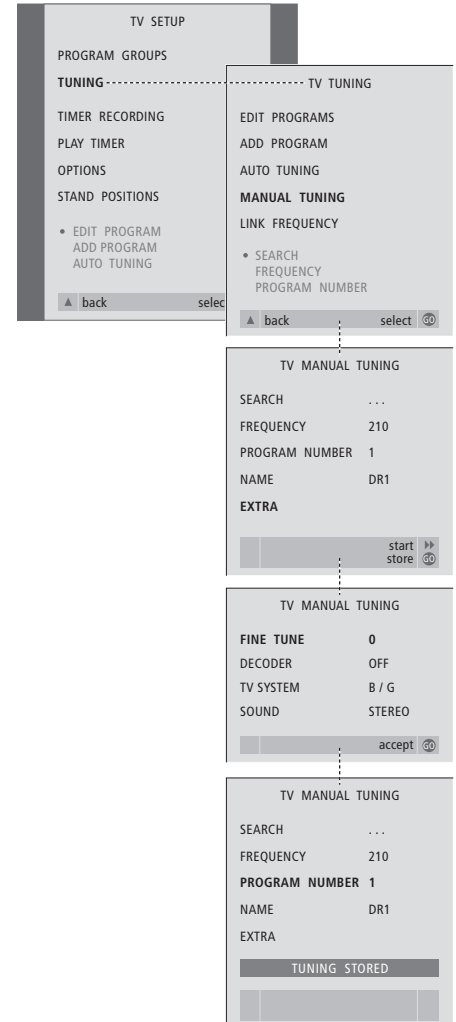 TV SETUP
PROGRAM GROUPS
TUNING
TIMER RECORDING
PLAY TIMER
OPTIONS
STAND POSITIONS
• EDIT PROGRAM
ADD PROGRAM
AUTO TUNING
▲ back selec
TV TUNING
EDIT PROGRAMS
ADD PROGRAM
AUTO TUNING
MANUAL TUNING
LINK FREQUENCY
• SEARCH
FREQUENCY
PROGRAM NUMBER
▲ back select GO
TV MANUAL TUNING
SEARCH . . .
FREQUENCY 210
PROGRAM NUMBER 1
NAME DR1
EXTRA
start
store GO
TV MANUAL TUNING
FINE TUNE 0
DECODER OFF
TV SYSTEM B / G
SOUND STEREO
accept GO
TV MANUAL TUNING
SEARCH . . .
FREQUENCY 210
PROGRAM NUMBER 1
NAME DR1
EXTRA
TUNING STORED